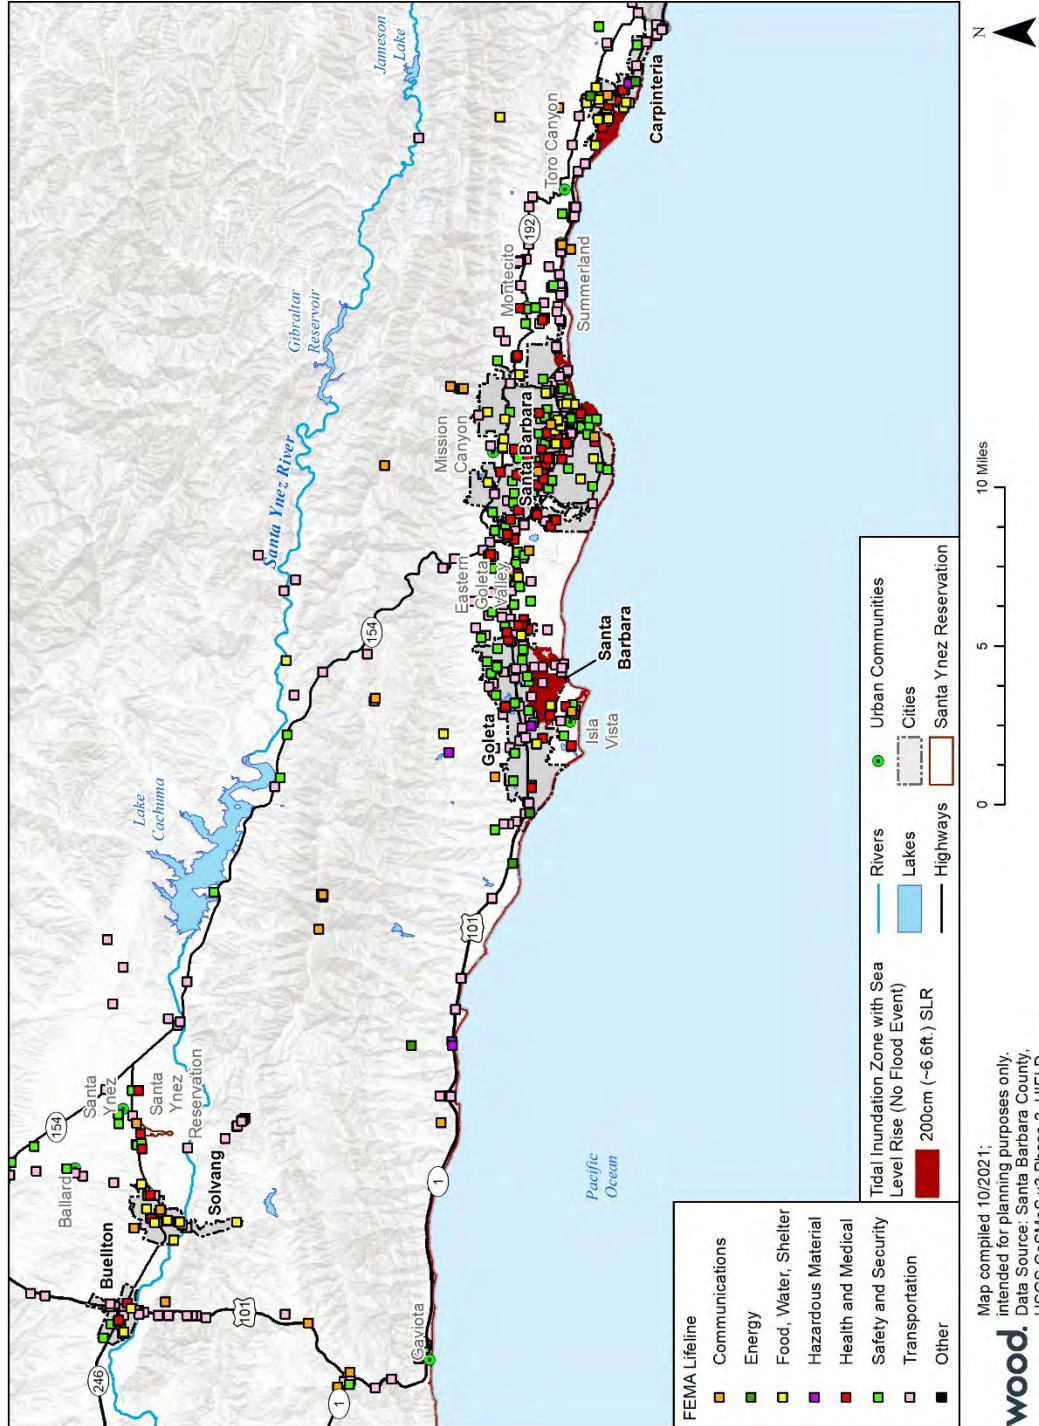 Jameson
Lake
Gibraltar
Reservoir
Santa Ynez River
Lake
Cachuma
154
Santa
Ynez
Santa
Ynez
Reservation
Ballard
Solvang
Buellton
246
101
1
Gaviota
1
101
154
Goleta
Eastern
Goleta
Valley
Mission
Canyon
Santa Barbara
Montecito
192
Toro Canyon
Summerland
Carpinteria
Isla
Vista
Santa
Barbara
Pacific
Ocean
N
FEMA Lifeline
Communications
Energy
Food, Water, Shelter
Hazardous Material
Health and Medical
Safety and Security
Transportation
Other
Tidal Inundation Zone with Sea
Level Rise (No Flood Event)
200cm (~6.6ft.) SLR
Rivers
Lakes
Highways
Urban Communities
Cities
Santa Ynez Reservation
0 5 10 Miles
wood.
Map compiled 10/2021;
intended for planning purposes only.
Data Source: Santa Barbara County,